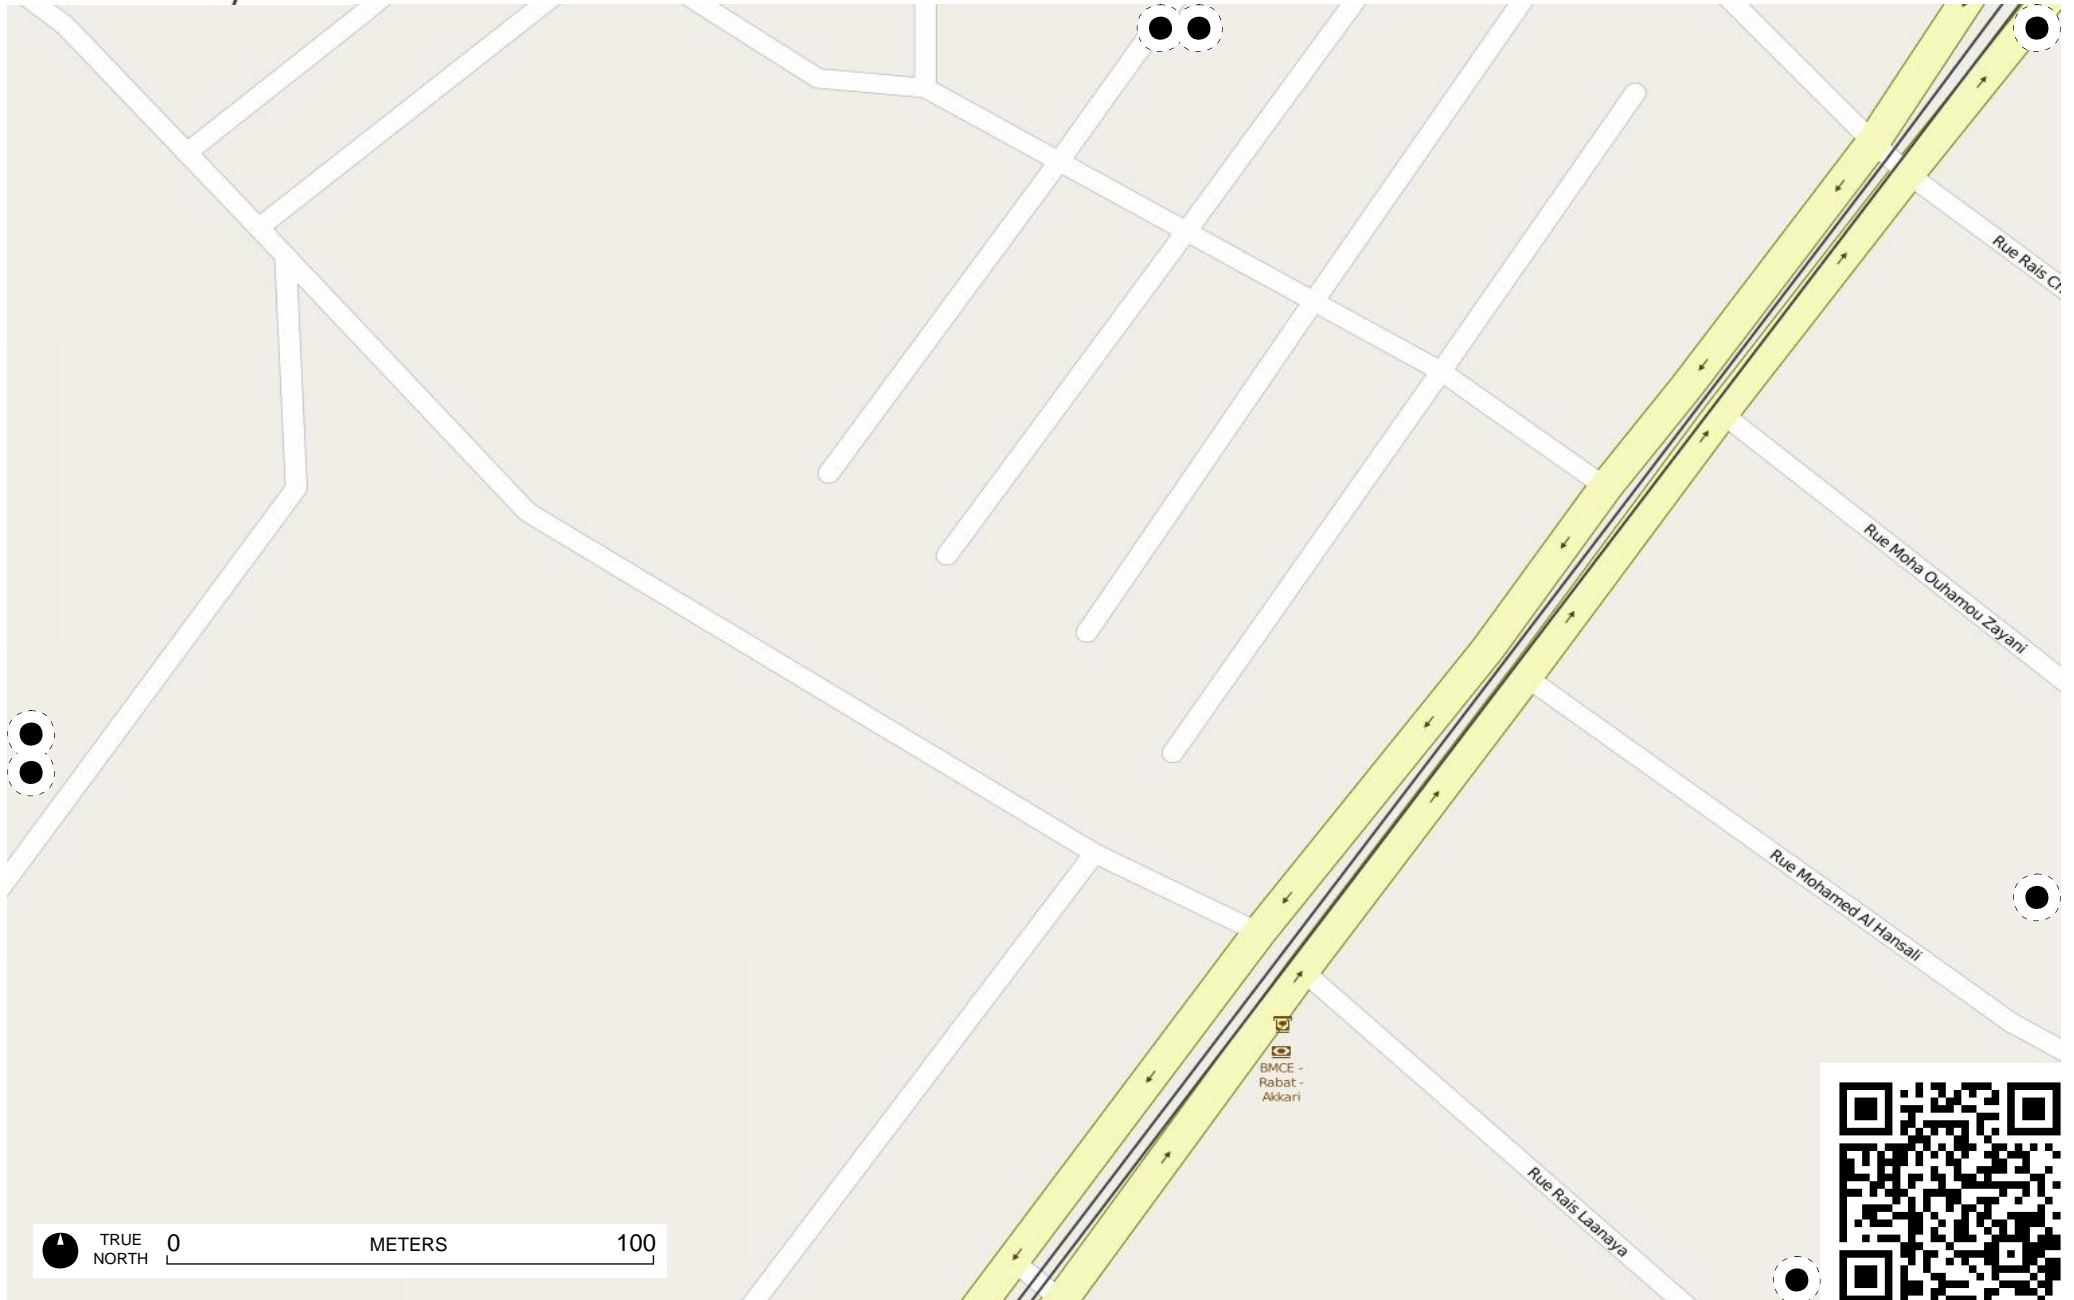 Rue Rais
Rue Moha Ouhamou Zayani
Rue Mohamed Al Hansali
BMCE -
Rabat -
Akkari
Rue Rais Laanaya
TRUE
NORTH
0
METERS
100